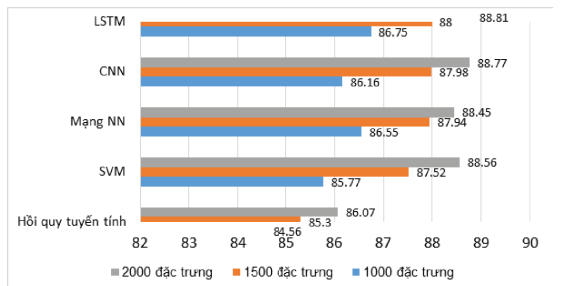 LSTM 88 88.81
86.75
88.77
CNN 87.98
86.16
88.45
Mạng NN 87.94
86.55
88.56
SVM 87.52
85.77
86.07
Hồi quy tuyến tính 85.3
84.56
82 83 84 85 86 87 88 89 90
2000 đặc trưng 1500 đặc trưng 1000 đặc trưng